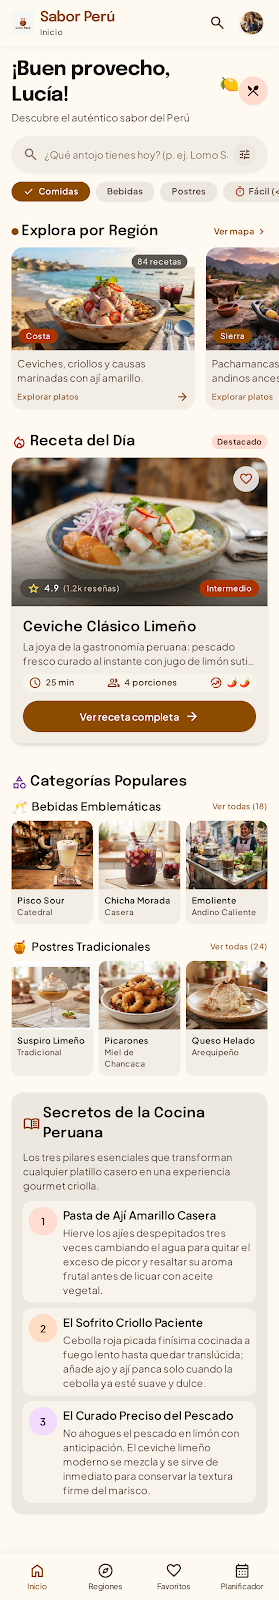 Sabor Perú
Inicio
¡Buen provecho,
Lucía!
Descubre el auténtico sabor del Perú
¿Qué antojo tienes hoy? (p. ej. Lomo S
Comidas
Bebidas
Postres
Fácil (<
Explora por Región
Ver mapa
84 recetas
Costa
Sierra
Ceviches, criollos y causas
marinadas con ají amarillo.
Explorar platos
Pachamancas
andinos ances
Explorar platos
Receta del Día
Destacado
4.9 (1.2k reseñas)
Intermedio
Ceviche Clásico Limeño
La joya de la gastronomía peruana: pescado
fresco curado al instante con jugo de limón suti...
25 min
4 porciones
Ver receta completa
Categorías Populares
Bebidas Emblemáticas
Ver todas (18)
Pisco Sour
Catedral
Chicha Morada
Casera
Emoliente
Andino Caliente
Postres Tradicionales
Ver todas (24)
Suspiro Limeño
Tradicional
Picarones
Miel de
Chancaca
Queso Helado
Arequipeño
Secretos de la Cocina
Peruana
Los tres pilares esenciales que transforman
cualquier platillo casero en una experiencia
gourmet criolla.
1
Pasta de Ají Amarillo Casera
Hierve los ajíes despepitados tres
veces cambiando el agua para quitar el
exceso de picor y resaltar su aroma
frutal antes de licuar con aceite
vegetal.
2
El Sofrito Criollo Paciente
Cebolla roja picada finísima cocinada a
fuego lento hasta quedar translúcida;
añade ajo y ají panca solo cuando la
cebolla ya esté suave y dulce.
3
El Curado Preciso del Pescado
No ahogues el pescado en limón con
anticipación. El ceviche limeño
moderno se mezcla y se sirve de
inmediato para conservar la textura
firme del marisco.
Inicio
Regiones
Favoritos
Planificador